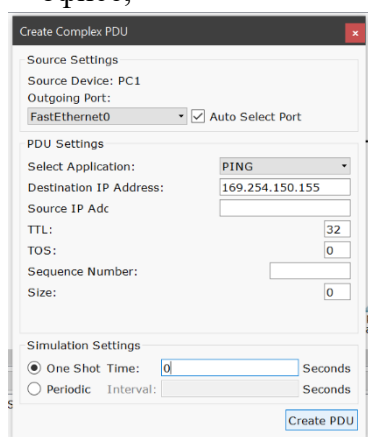 Create Complex PDU
Source Settings
Source Device: PC1
Outgoing Port:
FastEthernet0 Auto Select Port
PDU Settings
Select Application: PING
Destination IP Address: 169.254.150.155
Source IP Adc
TTL: 32
TOS: 0
Sequence Number:
Size: 0
Simulation Settings
One Shot Time: 0 Seconds
Periodic Interval: Seconds
Create PDU